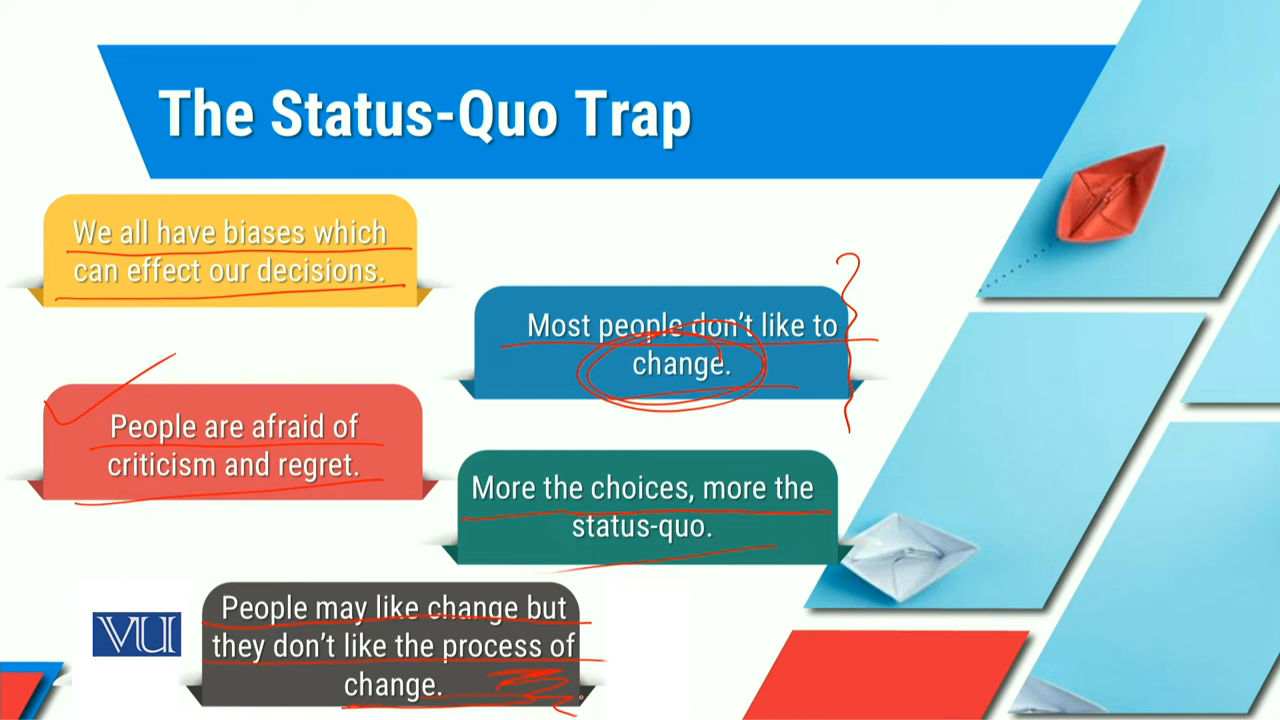 The Status-Quo Trap
We all have biases which
can effect our decisions.
Most people don't like to
change.
People are afraid of
criticism and regret.
More the choices, more the
status-quo.
People may like change but
they don't like the process of
change.
VU